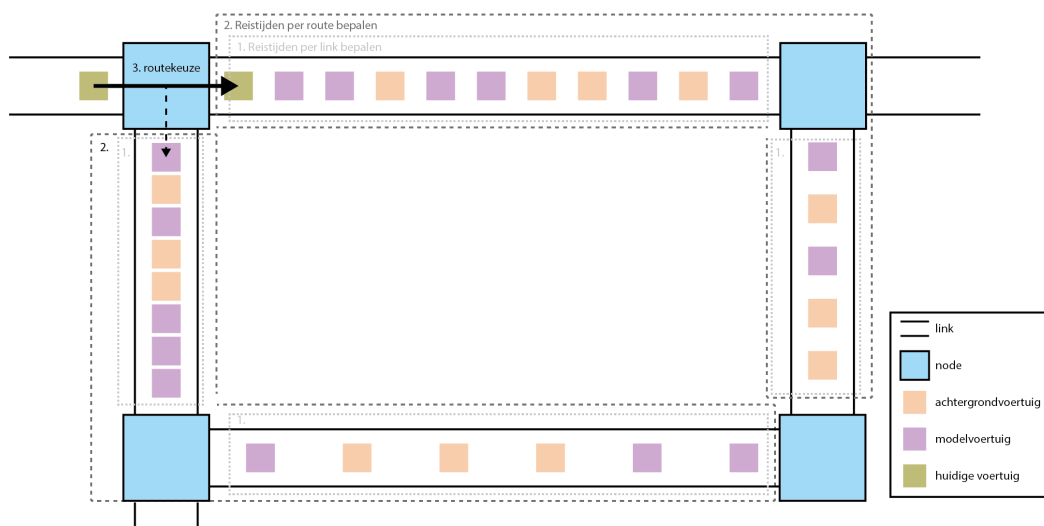 2. Reistijden per route bepalen
1. Reistijden per link bepalen
3. routekeuze
2.
1.
1.
1.
link
node
achtergrondvoertuig
modelvoertuig
huidige voertuig